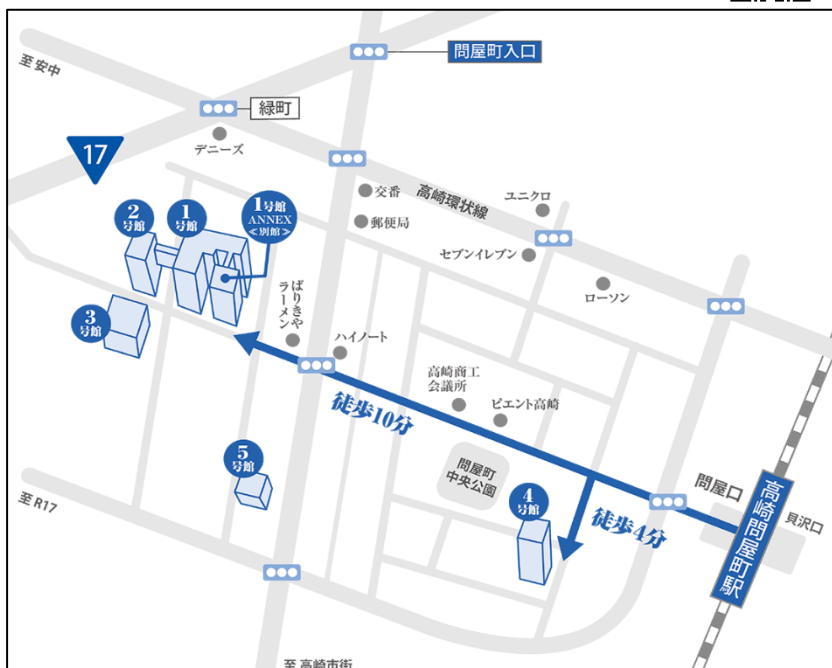 至 安中
問屋町入口
緑町
デニーズ
17
高崎環状線
交番
郵便局
ユニクロ
セブンイレブン
ローソン
2
号館
1
号館
1号館
ANNEX
≪別館≫
3
号館
ばりきや
ラーメン
ハイノート
高崎商工
会議所
ピエント高崎
徒歩10分
問屋町
中央公園
5
号館
4
号館
徒歩4分
問屋口
高崎問屋町駅
貝沢口
至 R17
至 高崎市街